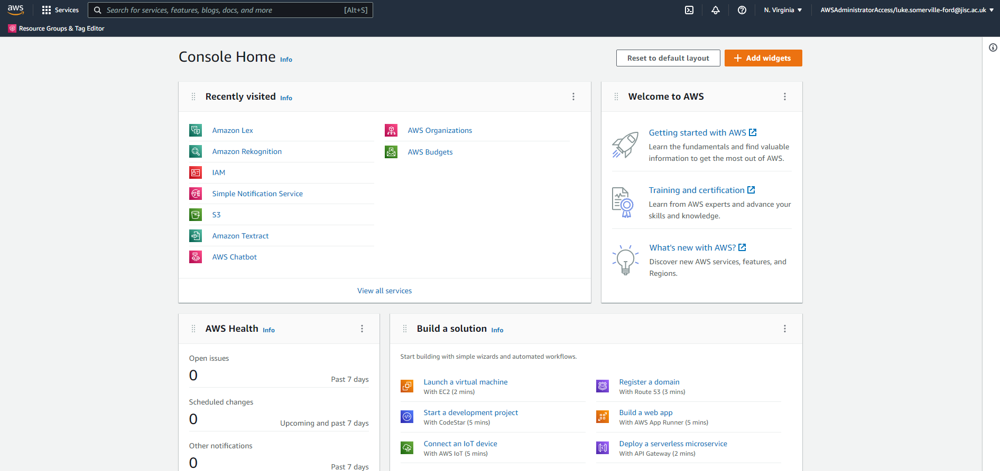 aws
Services
Search for services, features, blogs, docs, and more
[Alt+S]
N. Virginia
AWSAdministratorAccess/luke.somerville-ford@jisc.ac.uk
Resource Groups & Tag Editor
Console Home Info
Reset to default layout
Add widgets
Recently visited Info
Amazon Lex
Amazon Rekognition
IAM
Simple Notification Service
S3
Amazon Textract
AWS Chatbot
AWS Organizations
AWS Budgets
View all services
Welcome to AWS
Getting started with AWS
Learn the fundamentals and find valuable
information to get the most out of AWS.
Training and certification
Learn from AWS experts and advance your
skills and knowledge.
What's new with AWS?
Discover new AWS services, features, and
Regions.
AWS Health Info
Open issues
0
Past 7 days
Scheduled changes
0
Upcoming and past 7 days
Other notifications
0
Past 7 days
Build a solution Info
Start building with simple wizards and automated workflows.
Launch a virtual machine
With EC2 (2 mins)
Start a development project
With CodeStar (5 mins)
Connect an IoT device
With AWS IoT (5 mins)
Register a domain
With Route 53 (3 mins)
Build a web app
With AWS App Runner (5 mins)
Deploy a serverless microservice
With API Gateway (2 mins)